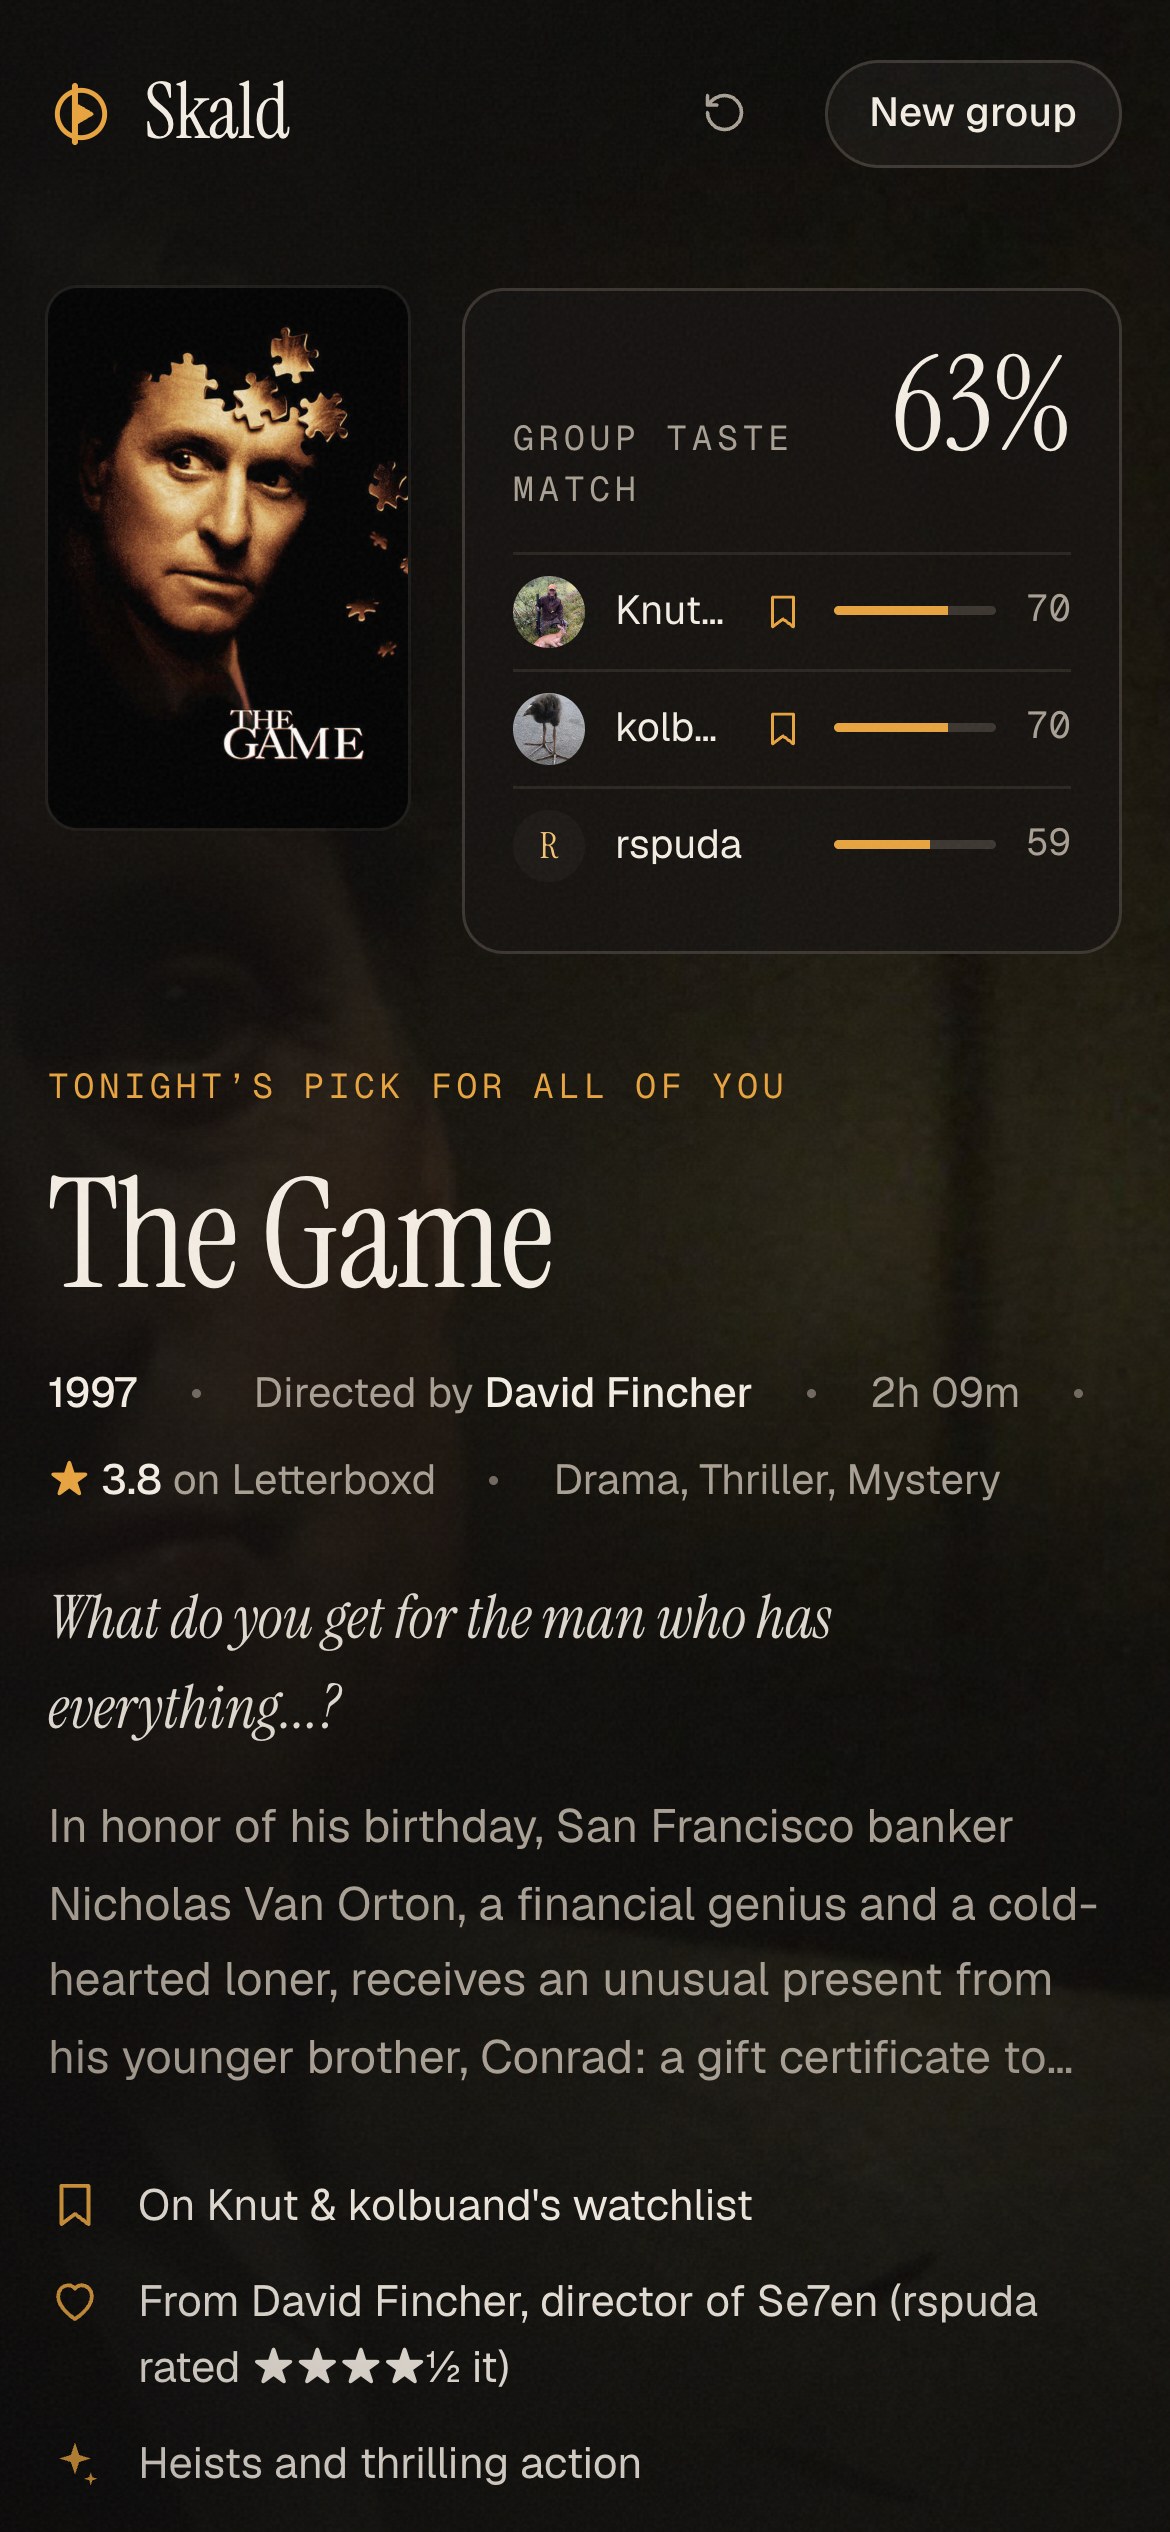 Skald
New group
THE
GAME
GROUP TASTE
MATCH
63%
Knut...
70
kolb...
70
R
rspuda
59
TONIGHT’S PICK FOR ALL OF YOU
The Game
1997 • Directed by David Fincher • 2h 09m •
★ 3.8 on Letterboxd • Drama, Thriller, Mystery
What do you get for the man who has
everything...?
In honor of his birthday, San Francisco banker
Nicholas Van Orton, a financial genius and a cold-
hearted loner, receives an unusual present from
his younger brother, Conrad: a gift certificate to...
On Knut & kolbuand's watchlist
From David Fincher, director of Se7en (rspuda
rated ★★★★½ it)
Heists and thrilling action